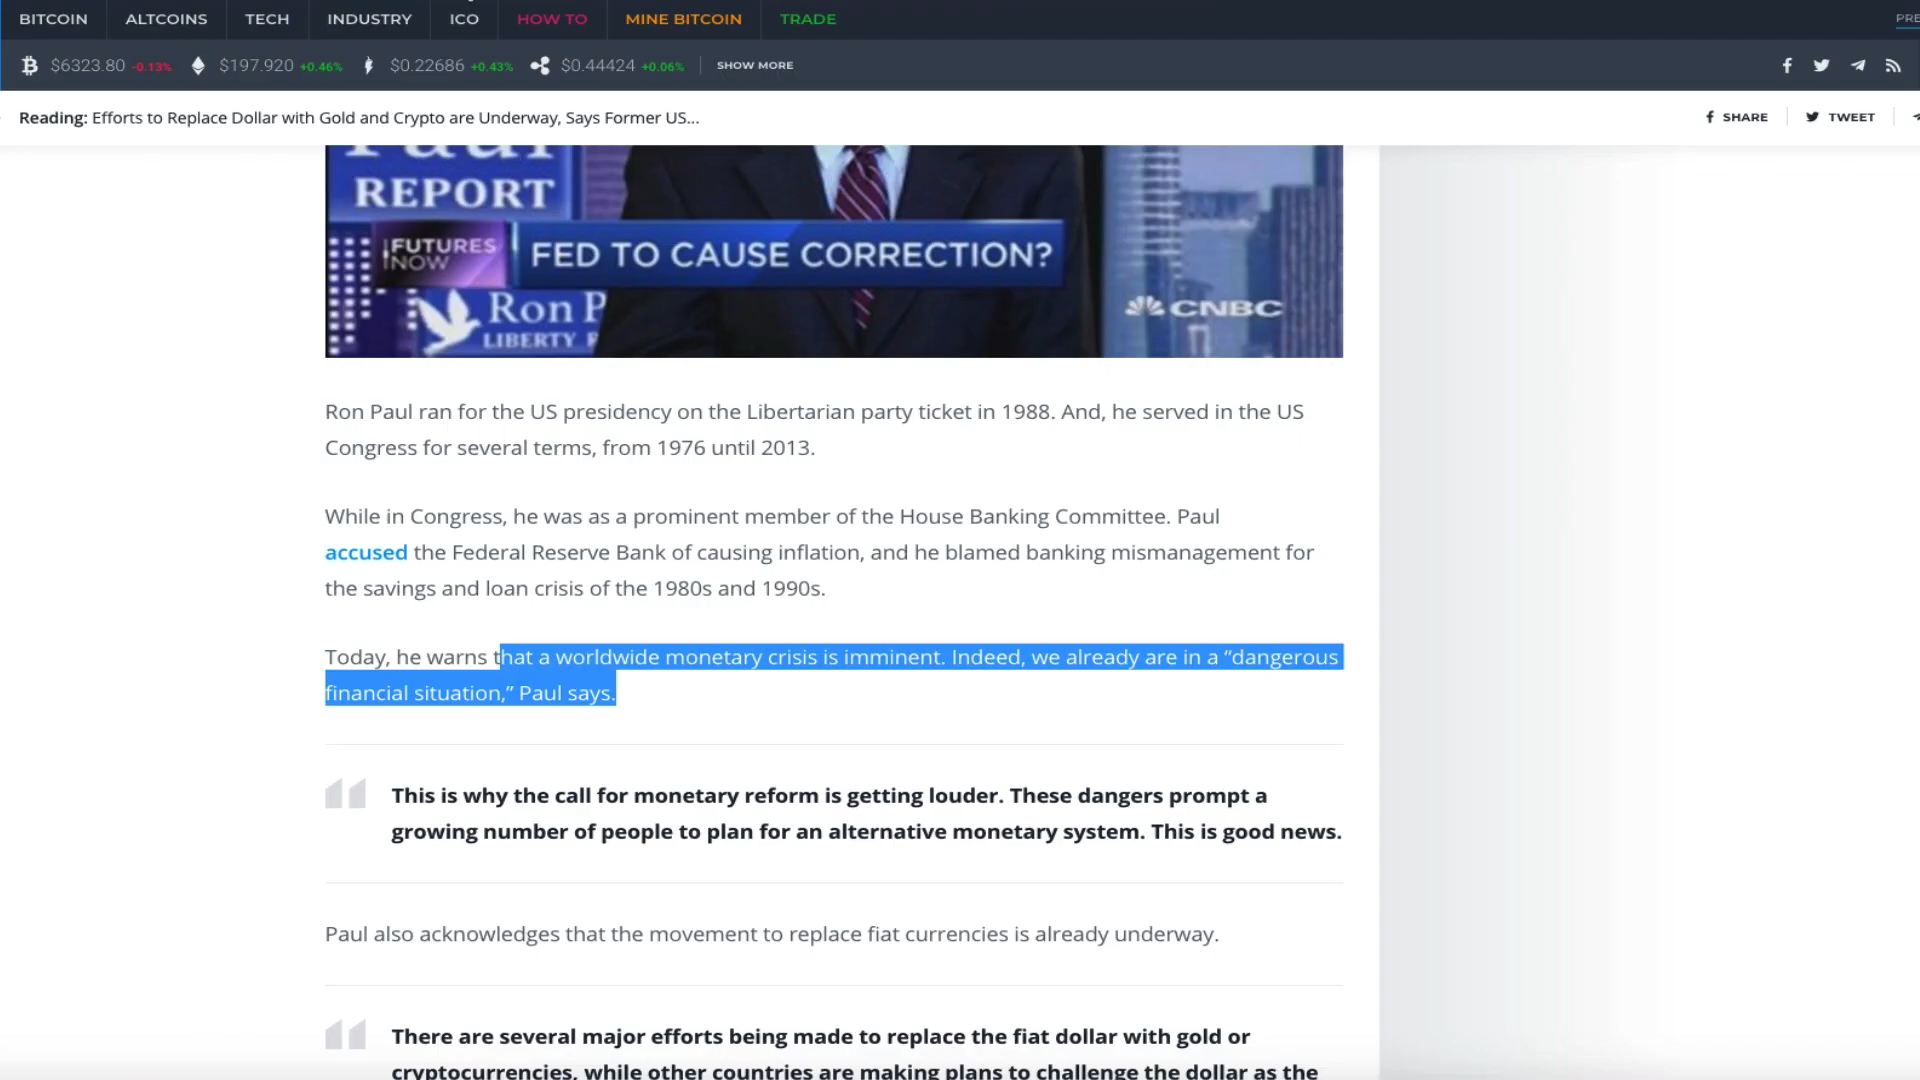 BITCOIN ALTCOINS TECH INDUSTRY ICO HOW TO MINE BITCOIN TRADE PRE
$6323.80 -0.13% $197.920 +0.46% $0.22686 +0.43% $0.44424 +0.06% SHOW MORE
Reading: Efforts to Replace Dollar with Gold and Crypto are Underway, Says Former US... SHARE TWEET
Paul
REPORT
FUTURES
NOW
FED TO CAUSE CORRECTION?
Ron P
LIBERTY
CNBC
Ron Paul ran for the US presidency on the Libertarian party ticket in 1988. And, he served in the US
Congress for several terms, from 1976 until 2013.
While in Congress, he was as a prominent member of the House Banking Committee. Paul
accused the Federal Reserve Bank of causing inflation, and he blamed banking mismanagement for
the savings and loan crisis of the 1980s and 1990s.
Today, he warns that a worldwide monetary crisis is imminent. Indeed, we already are in a “dangerous
financial situation,” Paul says.
This is why the call for monetary reform is getting louder. These dangers prompt a
growing number of people to plan for an alternative monetary system. This is good news.
Paul also acknowledges that the movement to replace fiat currencies is already underway.
There are several major efforts being made to replace the fiat dollar with gold or
cryptocurrencies, while other countries are making plans to challenge the dollar as the